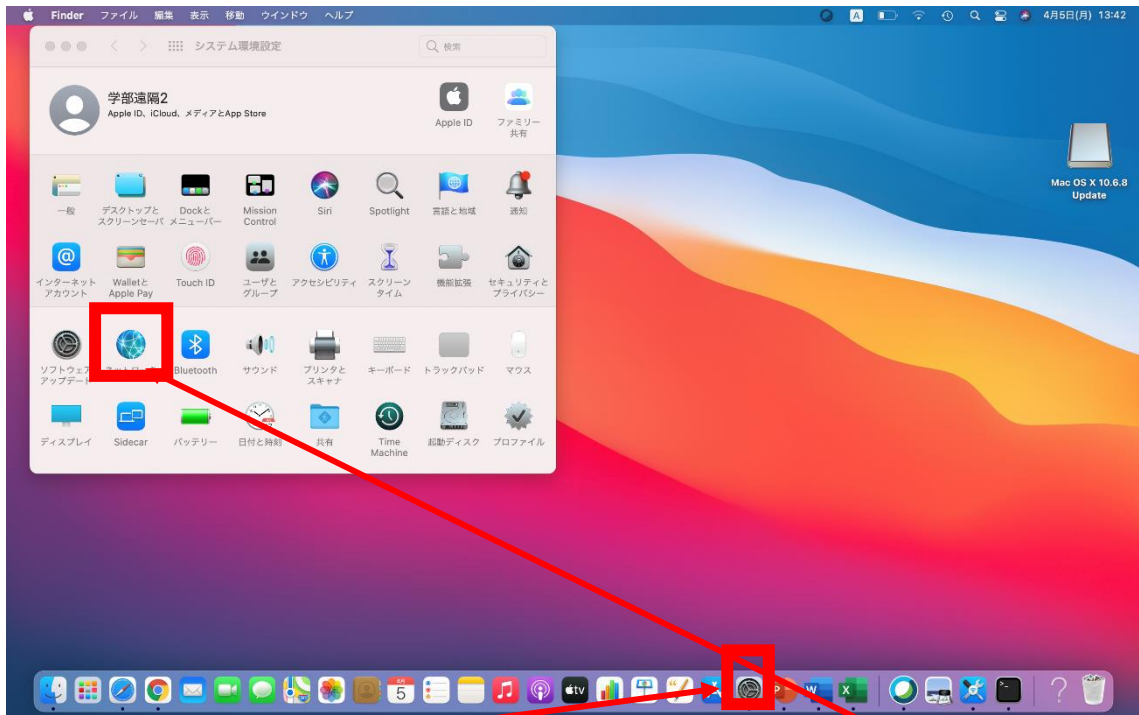 Finder ファイル 編集 表示 移動 ウインドウ ヘルプ
A
4月5日(月) 13:42
システム環境設定
検索
学部遠隔2
Apple ID、iCloud、メディアとApp Store
Apple ID
ファミリー
共有
一般
デスクトップと
スクリーンセーバ
Dockと
メニューバー
Mission
Control
Siri
Spotlight
言語と地域
通知
インターネット
アカウント
Walletと
Apple Pay
Touch ID
ユーザと
グループ
アクセシビリティ
スクリーン
タイム
機能拡張
セキュリティと
プライバシー
ソフトウェア
アップデート
Bluetooth
サウンド
プリンタと
スキャナ
キーボード
トラックパッド
マウス
ディスプレイ
Sidecar
バッテリー
日付と時刻
共有
Time
Machine
起動ディスク
プロファイル
Mac OS X 10.6.8
Update
5
tv
P
W
X
?